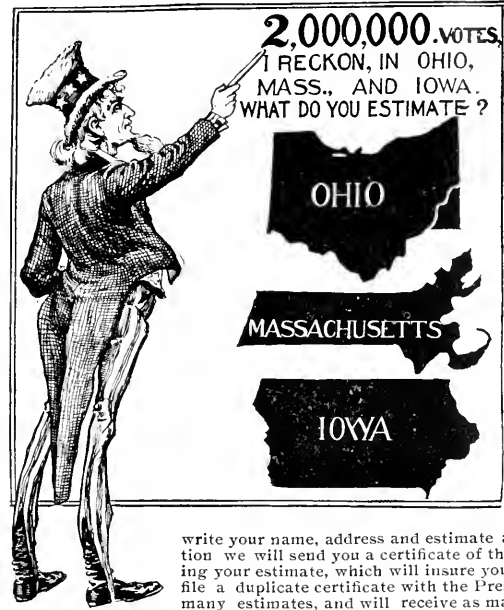 2,000,000.VOTES,
I RECKON, IN OHIO,
MASS., AND IOWA.
WHAT DO YOU ESTIMATE?
OHIO
MASSACHUSETTS
IOWA
write your name, address and estimate a
tion we will send you a certificate of th
ing your estimate, which will insure you
file a duplicate certificate with the Pre
many estimates, and will receive as ma